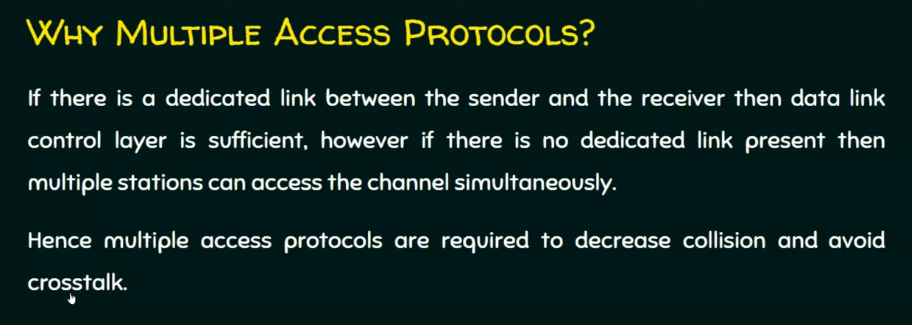 Why Multiple Access Protocols?
If there is a dedicated link between the sender and the receiver then data link
control layer is sufficient, however if there is no dedicated link present then
multiple stations can access the channel simultaneously.
Hence multiple access protocols are required to decrease collision and avoid
crosstalk.